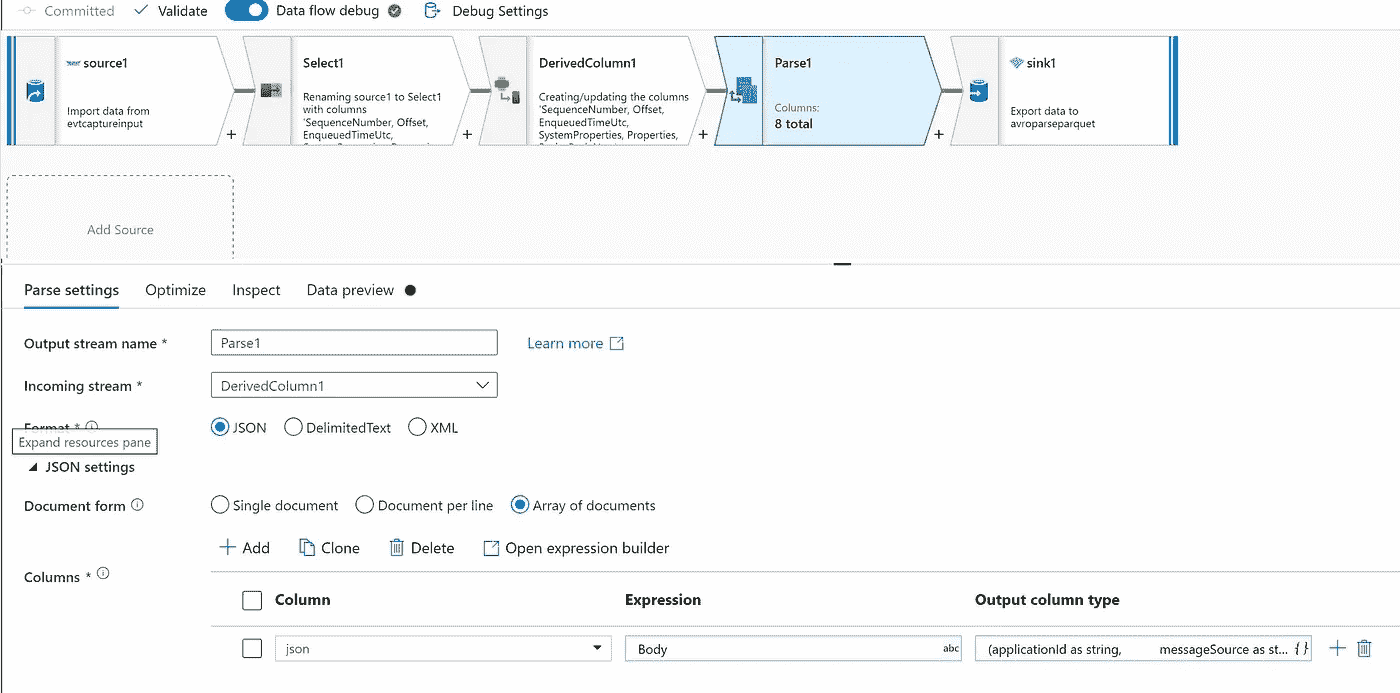 Committed Validate Data flow debug Debug Settings
source1
Import data from
evtcaptureinput
+
Select1
Renaming source1 to Select1
with columns
'SequenceNumber, Offset,
EnqueuedTimeUtc,
+
DerivedColumn1
Creating/updating the columns
'SequenceNumber, Offset,
EnqueuedTimeUtc,
SystemProperties, Properties,
+
Parse1
Columns:
8 total
+
sink1
Export data to
avroparseparquet
Add Source
Parse settings Optimize Inspect Data preview
Output stream name * Parse1 Learn more
Incoming stream * DerivedColumn1
Format * JSON DelimitedText XML
Expand resources pane
JSON settings
Document form Single document Document per line Array of documents
Add Clone Delete Open expression builder
Columns *
Column Expression Output column type
json Body abc (applicationId as string, messageSource as st... {}